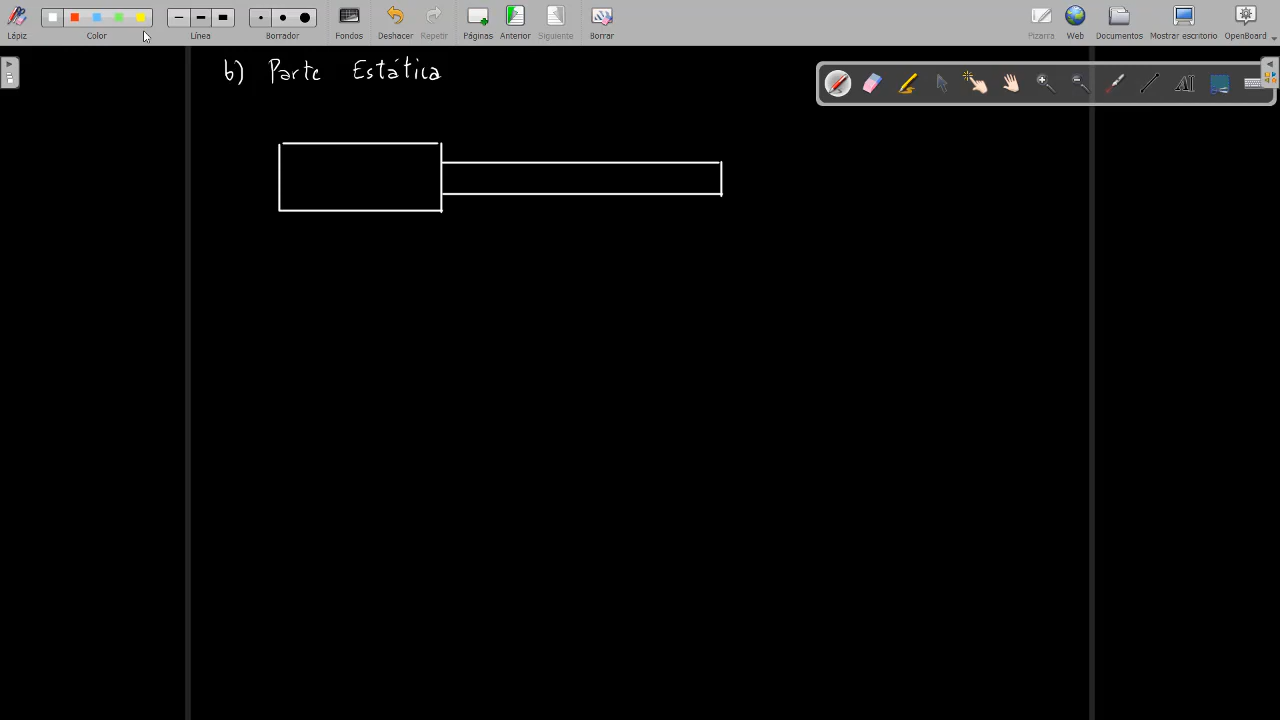 Lápiz Color Línea Borrador Fondos Deshacer Repetir Páginas Anterior Siguiente Borrar Pizarra Web Documentos Mostrar escritorio OpenBoard
b) Parte Estática